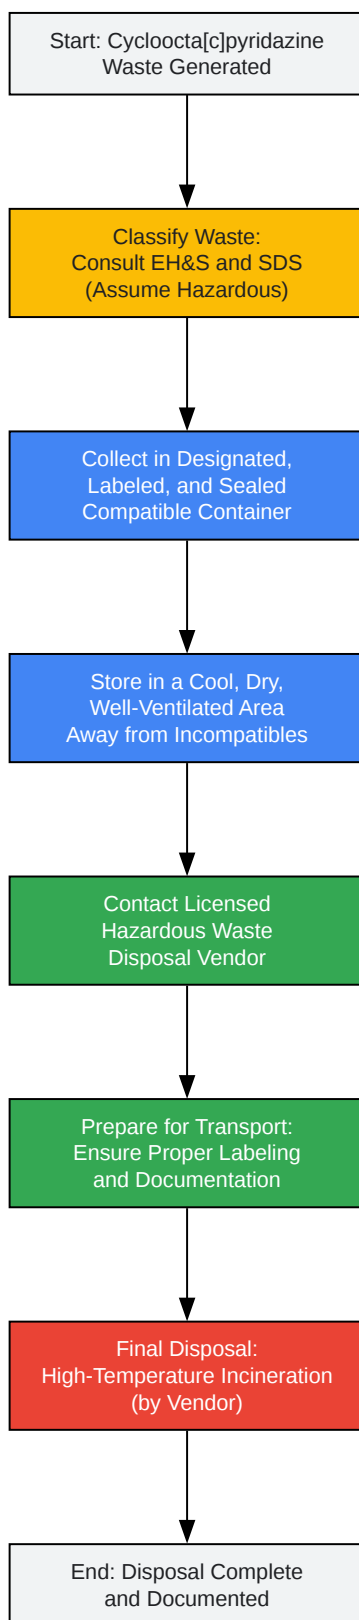 Start: Cycloocta[c]pyridazine
Waste Generated
Classify Waste:
Consult EH&S and SDS
(Assume Hazardous)
Collect in Designated,
Labeled, and Sealed
Compatible Container
Store in a Cool, Dry,
Well-Ventilated Area
Away from Incompatibles
Contact Licensed
Hazardous Waste
Disposal Vendor
Prepare for Transport:
Ensure Proper Labeling
and Documentation
Final Disposal:
High-Temperature Incineration
(by Vendor)
End: Disposal Complete
and Documented